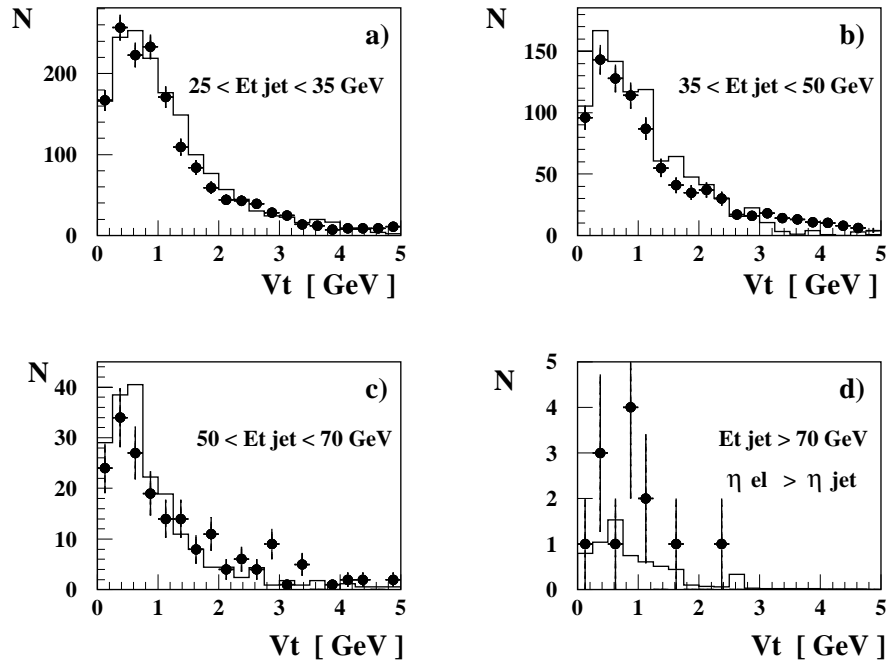 N
a)
25 < Et jet < 35 GeV
0
100
200
0 1 2 3 4 5
Vt [ GeV ]
N
b)
35 < Et jet < 50 GeV
0
50
100
150
0 1 2 3 4 5
Vt [ GeV ]
N
c)
50 < Et jet < 70 GeV
0
10
20
30
40
0 1 2 3 4 5
Vt [ GeV ]
N
d)
Et jet > 70 GeV
η el > η jet
0
1
2
3
4
5
0 1 2 3 4 5
Vt [ GeV ]